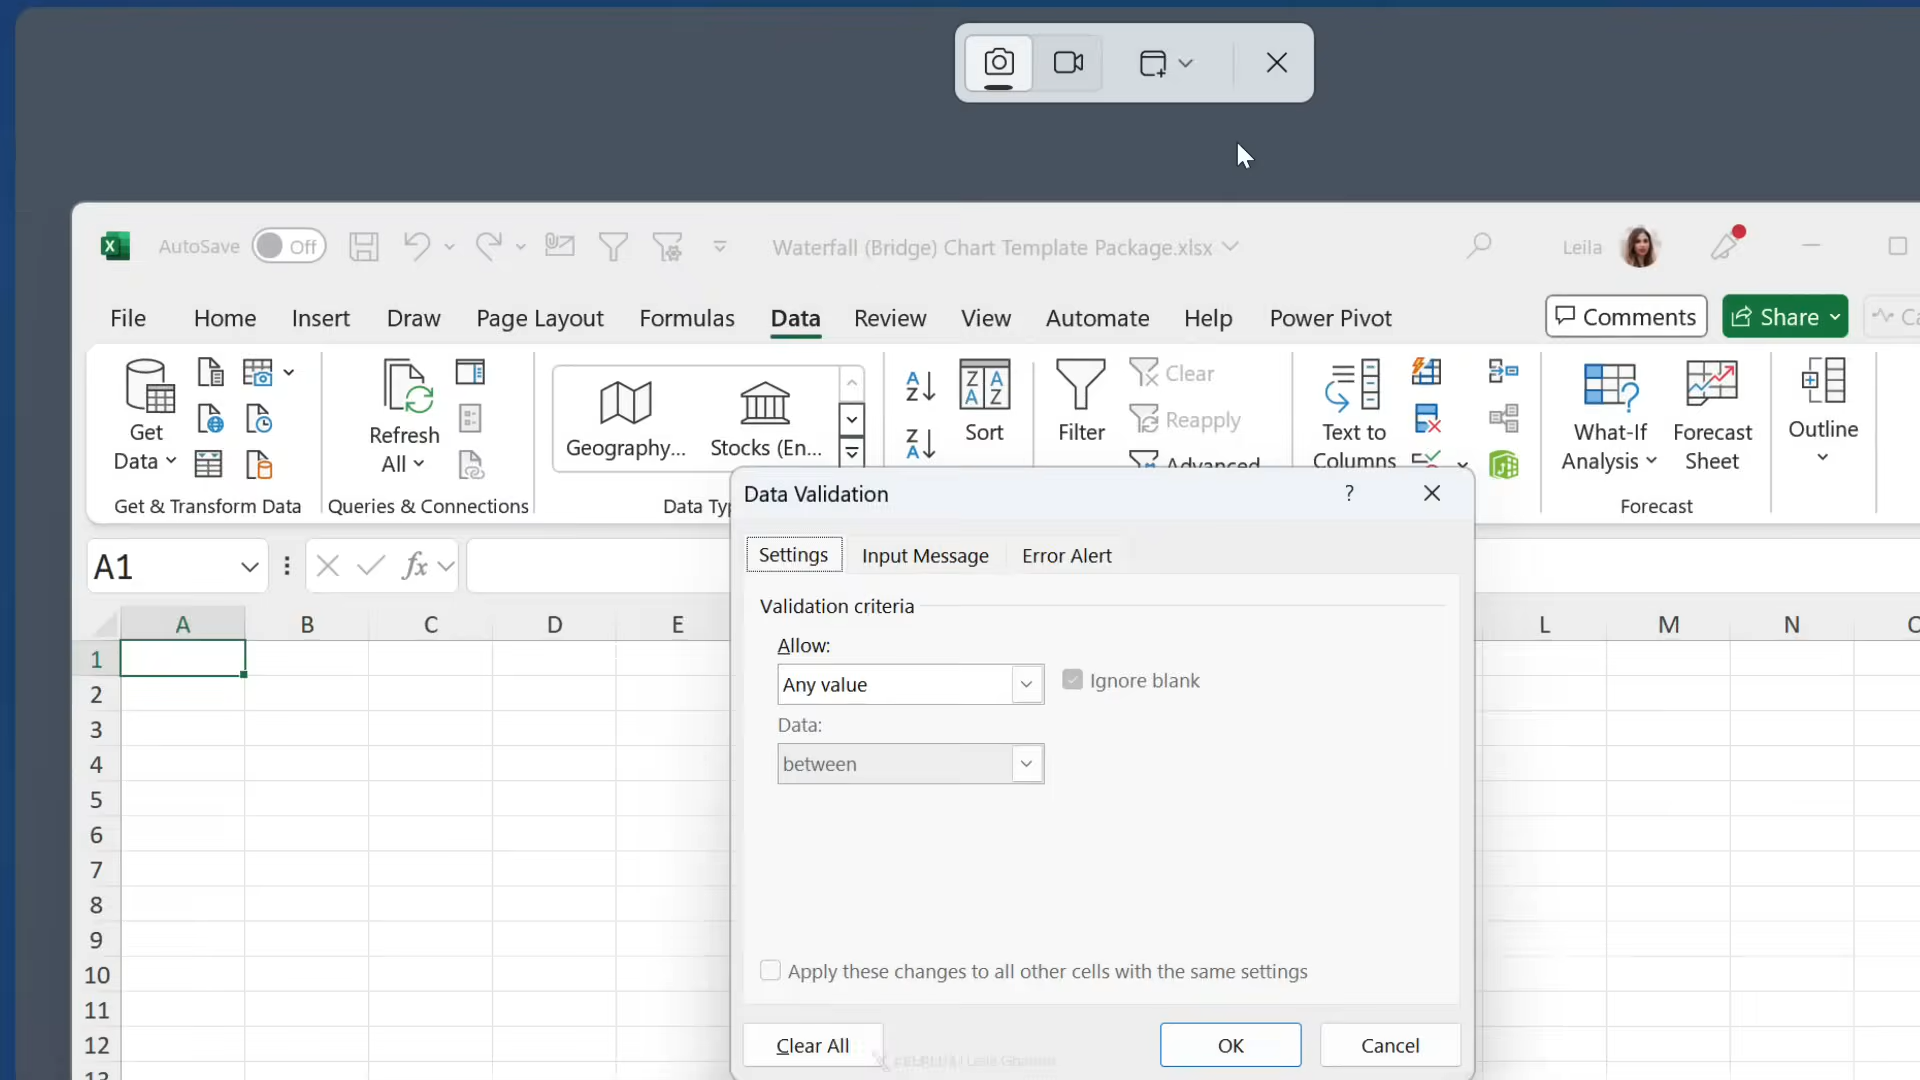 AutoSave Off Waterfall (Bridge) Chart Template Package.xlsx Leila
File Home Insert Draw Page Layout Formulas Data Review View Automate Help Power Pivot Comments Share
Get Data
Refresh All
Geography...
Stocks (En...
Sort
Filter
Clear
Reapply
Advanced
Text to Columns
What-If Analysis
Forecast Sheet
Outline
Get & Transform Data
Queries & Connections
Data Typ
Forecast
A1
fx
A B C D E L M N
1
2
3
4
5
6
7
8
9
10
11
12
13
Data Validation ?
Settings Input Message Error Alert
Validation criteria
Allow:
Any value Ignore blank
Data:
between
Apply these changes to all other cells with the same settings
Clear All OK Cancel